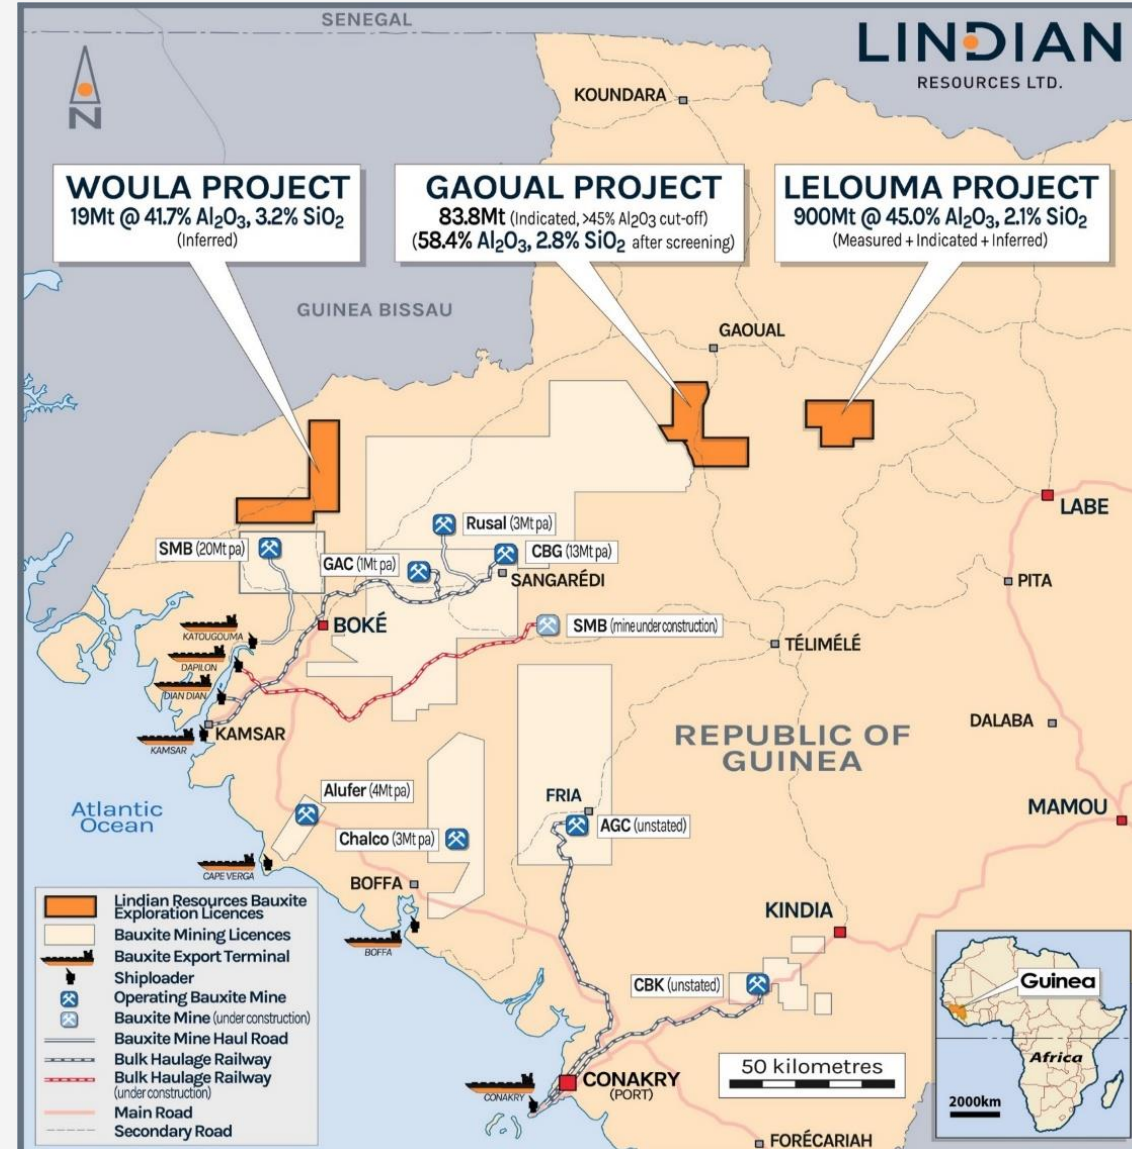 SENEGAL
LINDIAN
RESOURCES LTD.
N
KOUNDARA
WOULA PROJECT
19Mt @ 41.7% Al₂O₃, 3.2% SiO₂
(Inferred)
GAOUAL PROJECT
83.8Mt (Indicated, >45% Al₂O₃ cut-off)
(58.4% Al₂O₃, 2.8% SiO₂ after screening)
LELOUMA PROJECT
900Mt @ 45.0% Al₂O₃, 2.1% SiO₂
(Measured + Indicated + Inferred)
GUINEA BISSAU
GAOUAL
LABE
Rusal (3Mt pa)
SMB (20Mt pa)
CBG (13Mt pa)
GAC (1Mt pa)
SANGARÉDI
PITA
BOKÉ
SMB (mine under construction)
KATOUGOUMA
TÉLIMÉLÉ
DAPILON
DIAN DIAN
KAMSAR
KAMSAR
DALABA
REPUBLIC OF
GUINEA
Atlantic
Ocean
Alufer (4Mt pa)
FRIA
MAMOU
Chalco (3Mt pa)
AGC (unstated)
CAPE VERGA
BOFFA
BOFFA
KINDIA
CBK (unstated)
Lindian Resources Bauxite
Exploration Licences
Bauxite Mining Licences
Bauxite Export Terminal
Shiploader
Operating Bauxite Mine
Bauxite Mine (under construction)
Bauxite Mine Haul Road
Bulk Haulage Railway
Bulk Haulage Railway
(under construction)
Main Road
Secondary Road
CONAKRY
CONAKRY
(PORT)
50 kilometres
FORÉCARIAH
Guinea
Africa
2000km